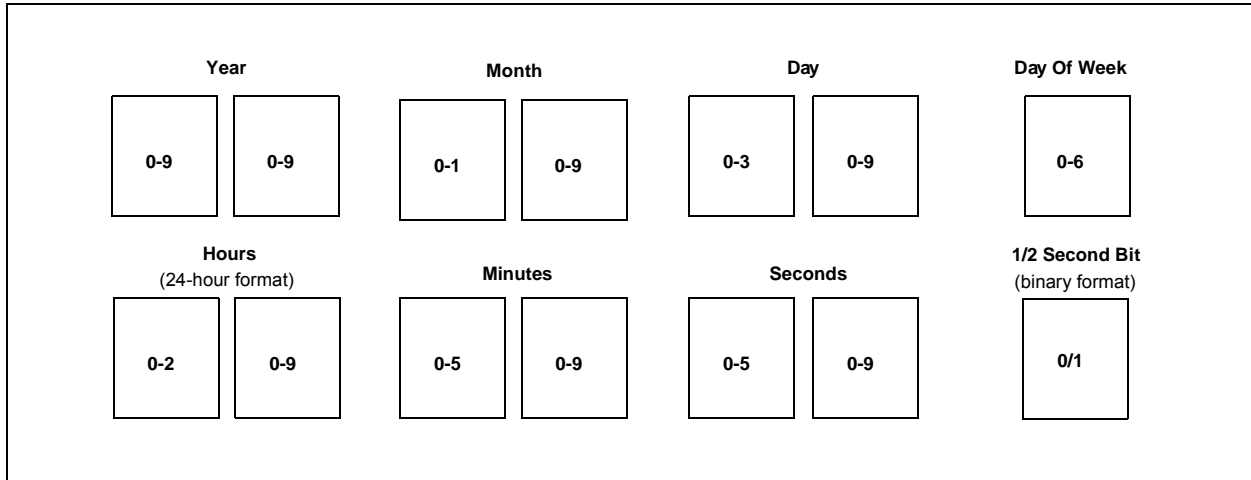 Year
Month
Day
Day Of Week
0-9 0-9
0-1 0-9
0-3 0-9
0-6
Hours
(24-hour format)
Minutes
Seconds
1/2 Second Bit
(binary format)
0-2 0-9
0-5 0-9
0-5 0-9
0/1